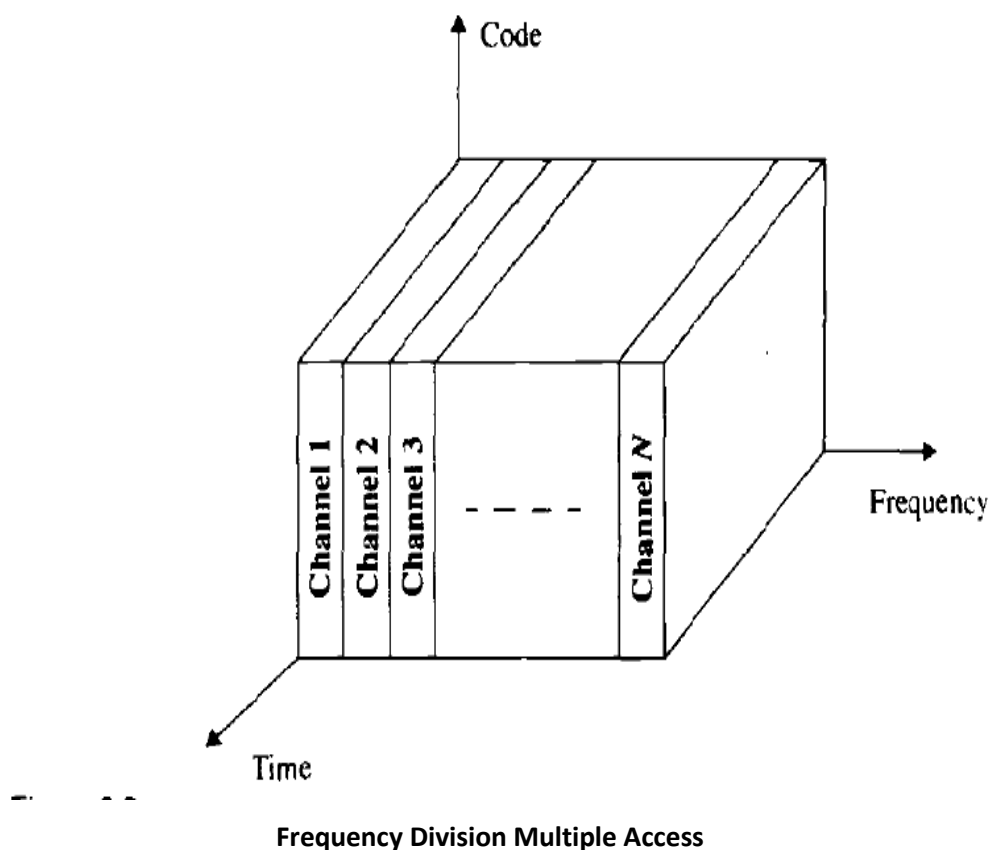 Code
Channel 1
Channel 2
Channel 3
Channel N
Frequency
Time
Frequency Division Multiple Access